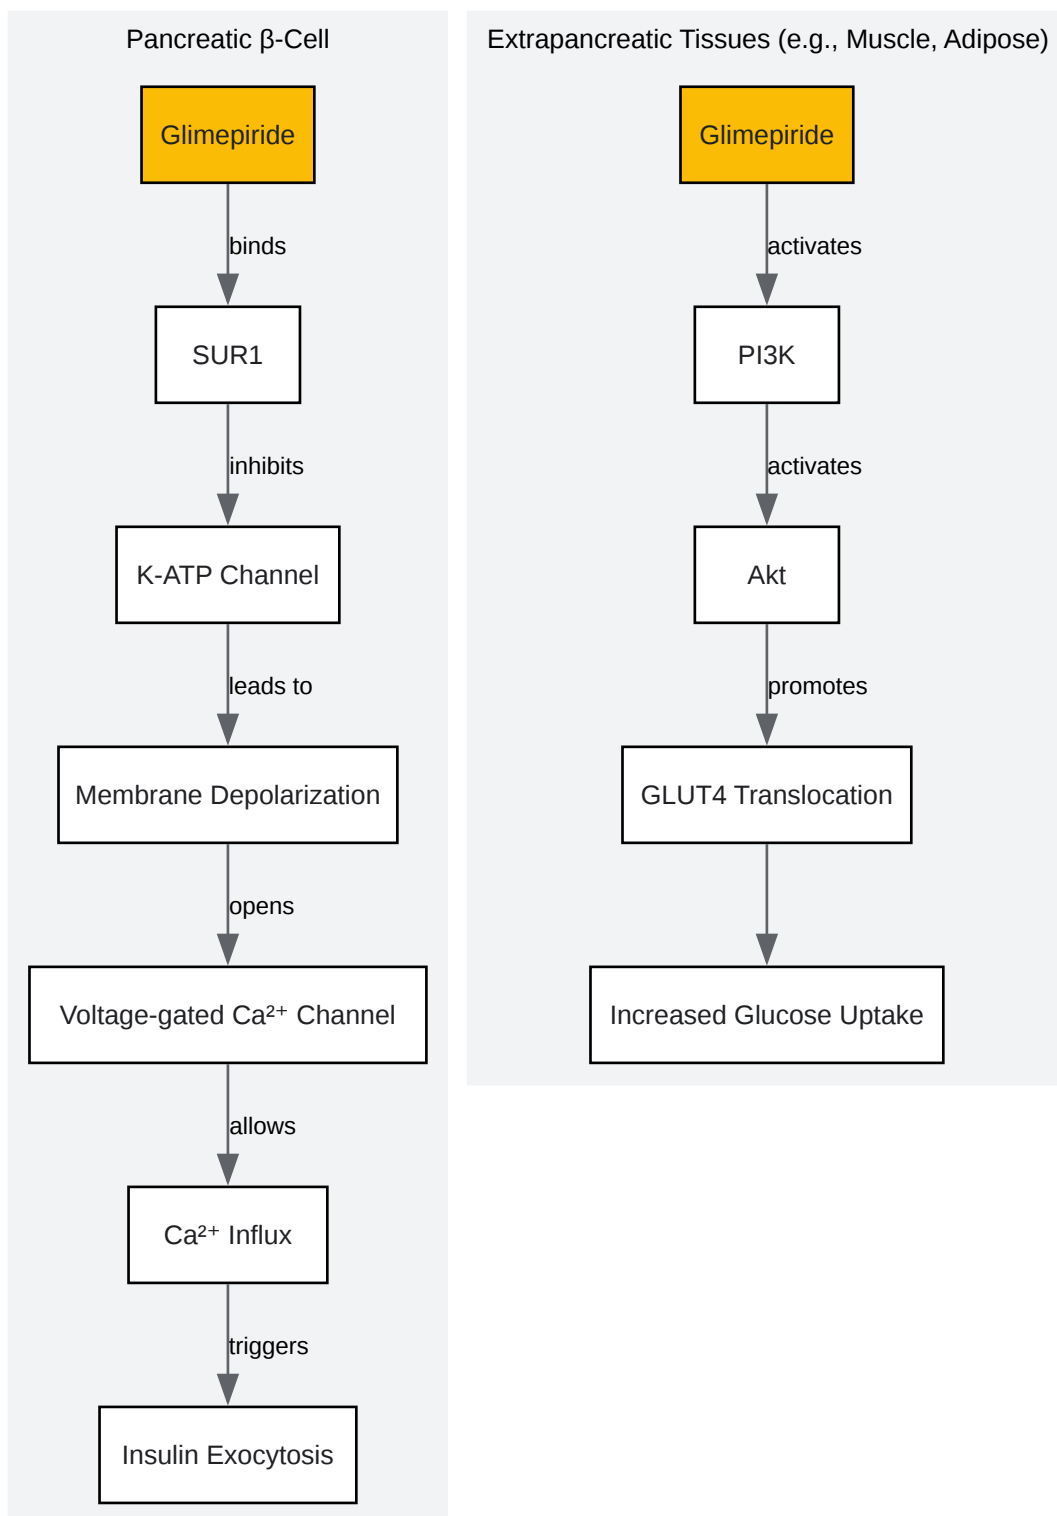 Pancreatic β-Cell
Glimepiride
binds
SUR1
inhibits
K-ATP Channel
leads to
Membrane Depolarization
opens
Voltage-gated Ca²⁺ Channel
allows
Ca²⁺ Influx
triggers
Insulin Exocytosis
Extrapancreatic Tissues (e.g., Muscle, Adipose)
Glimepiride
activates
PI3K
activates
Akt
promotes
GLUT4 Translocation
Increased Glucose Uptake